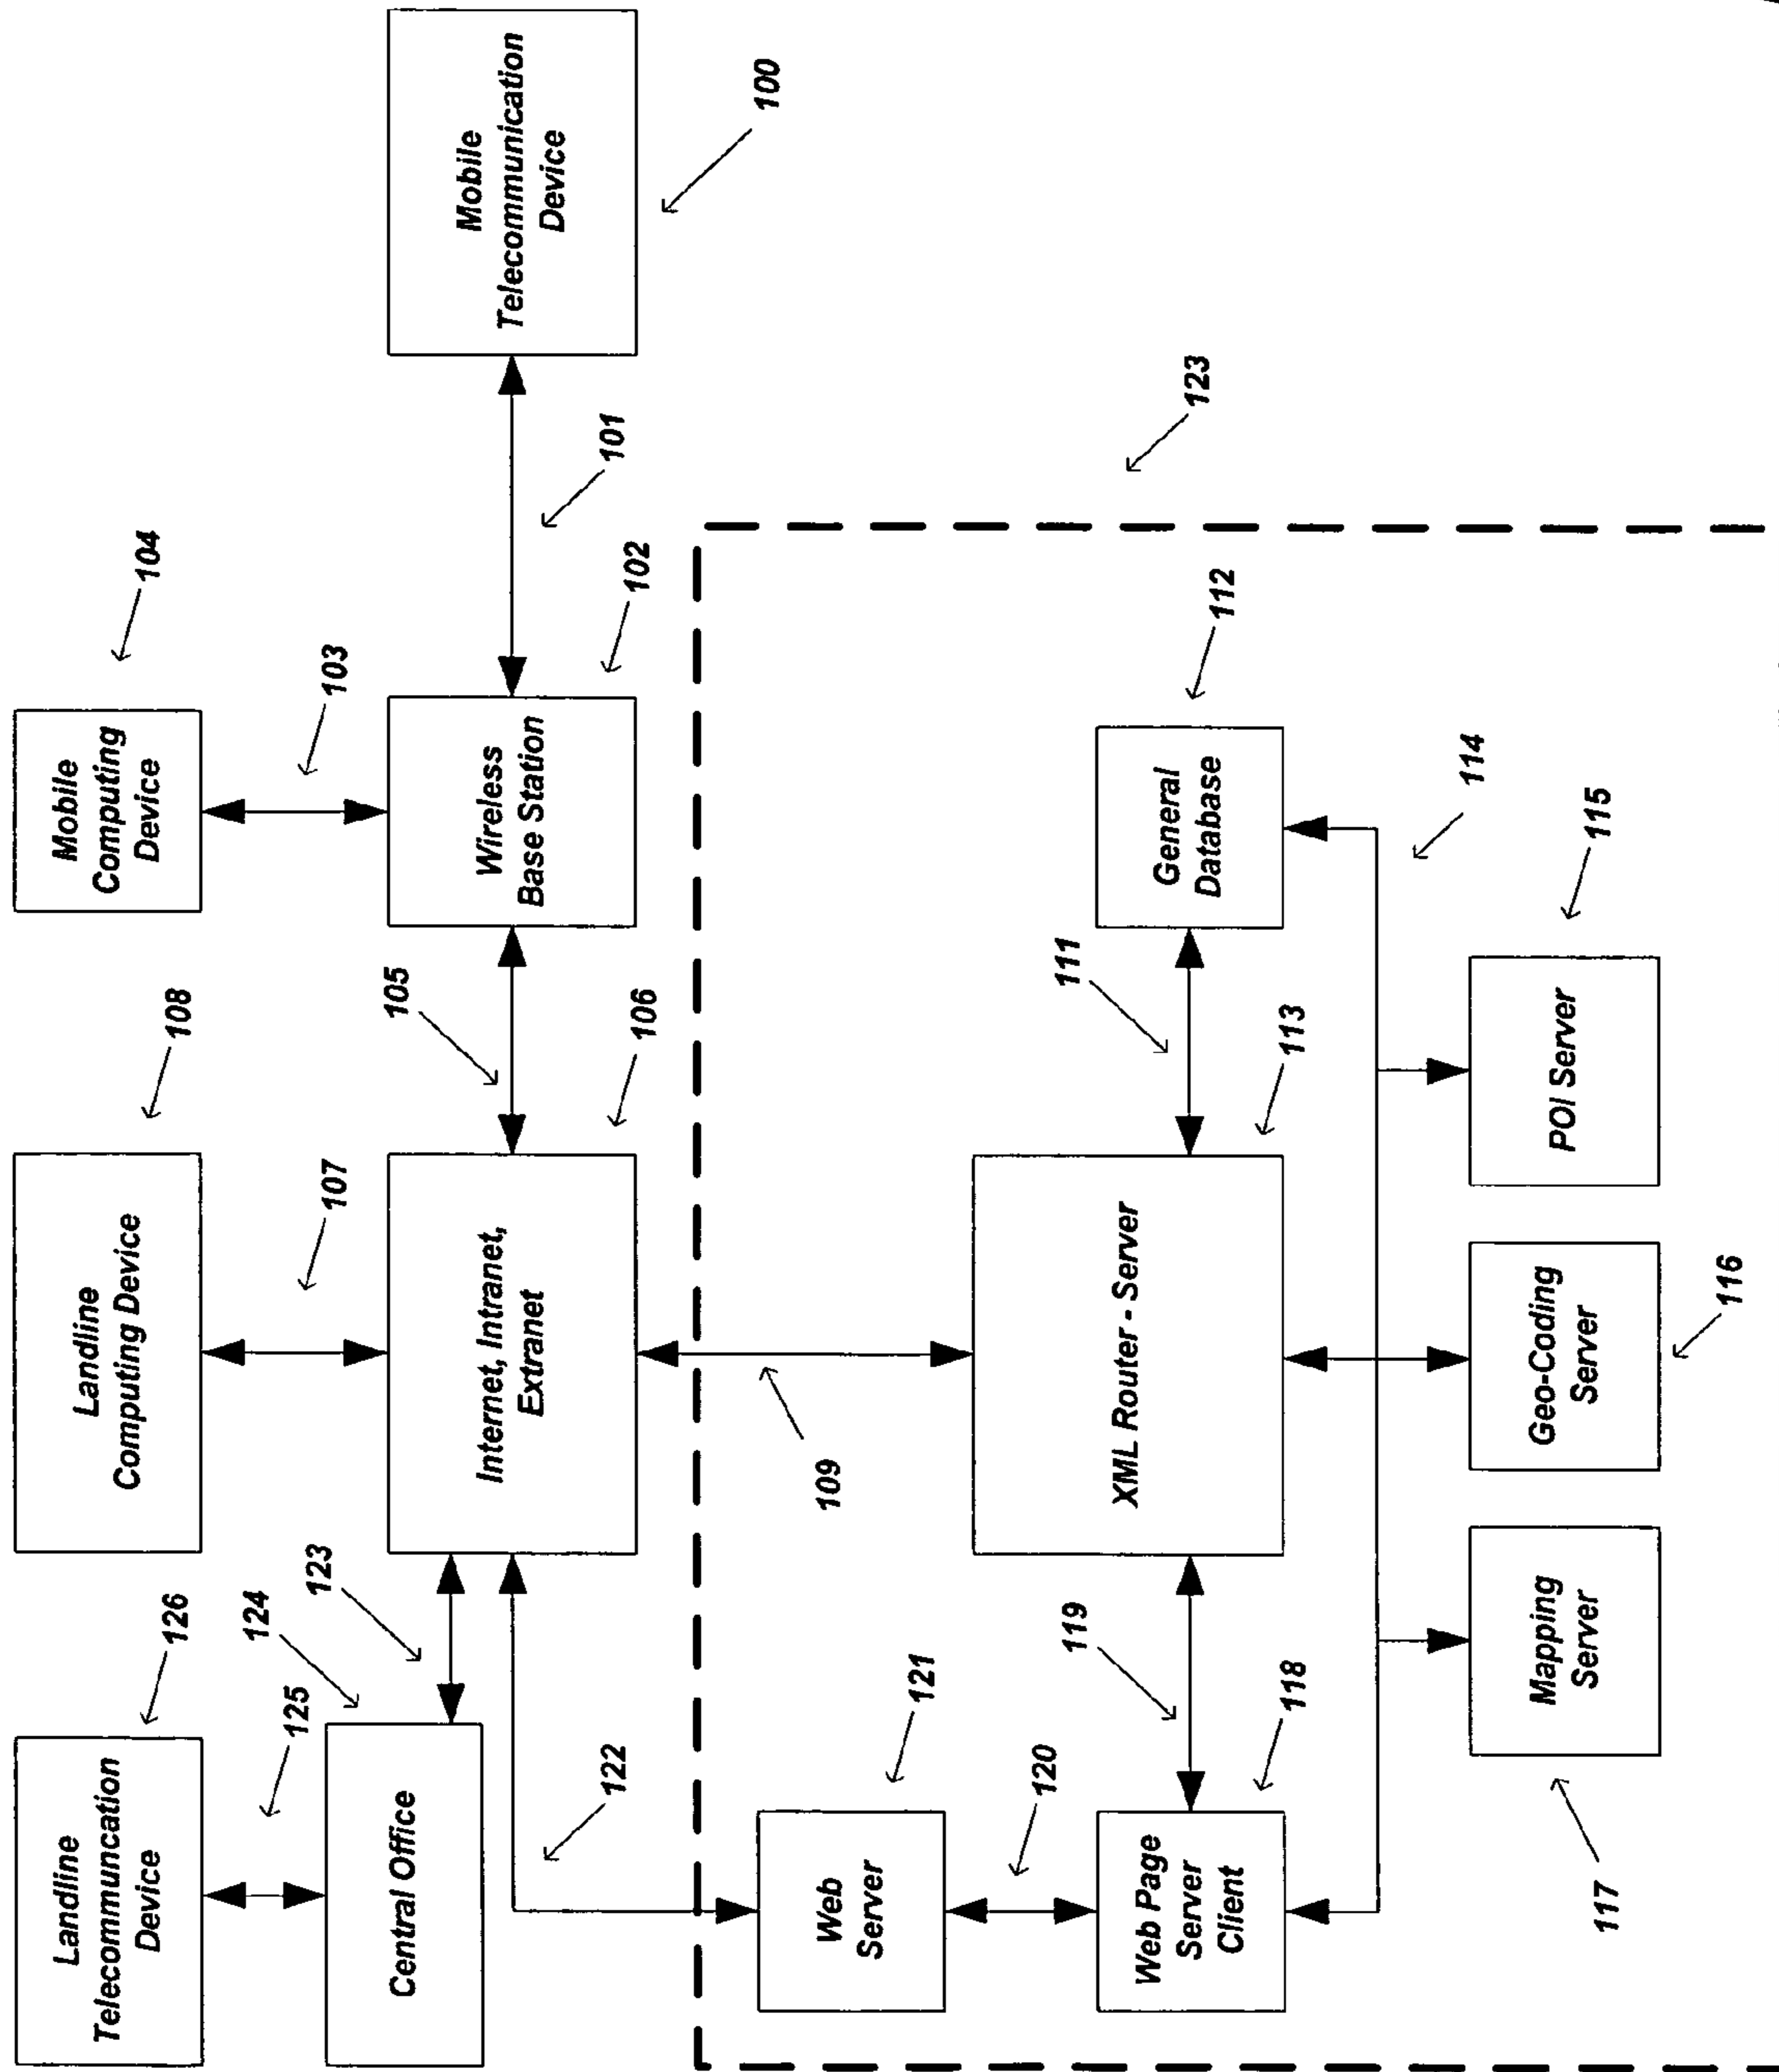 Landline
Telecommuncation
Device
Landline
Computing Device
Mobile
Computing
Device
126
108
104
125
124
123
107
103
Central Office
105
Internet, Intranet,
Extranet
Wireless
Base Station
Mobile
Telecommunication
Device
122
106
102
101
100
109
Web
Server
121
120
119
111
Web Page
Server
Client
XML Router - Server
General
Database
112
123
118
113
114
Mapping
Server
Geo-Coding
Server
POI Server
115
117
116